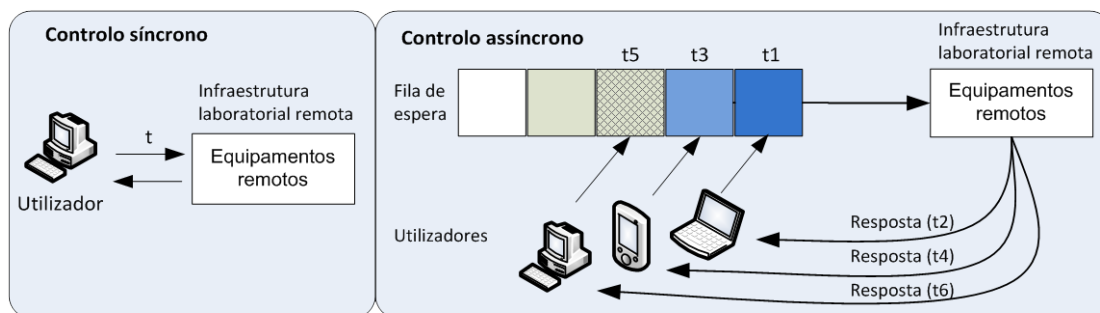 Controlo síncrono
Infraestrutura
laboratorial remota
t
Equipamentos
remotos
Utilizador
Controlo assíncrono
t5
t3
t1
Fila de
espera
Infraestrutura
laboratorial remota
Equipamentos
remotos
Utilizadores
Resposta (t2)
Resposta (t4)
Resposta (t6)